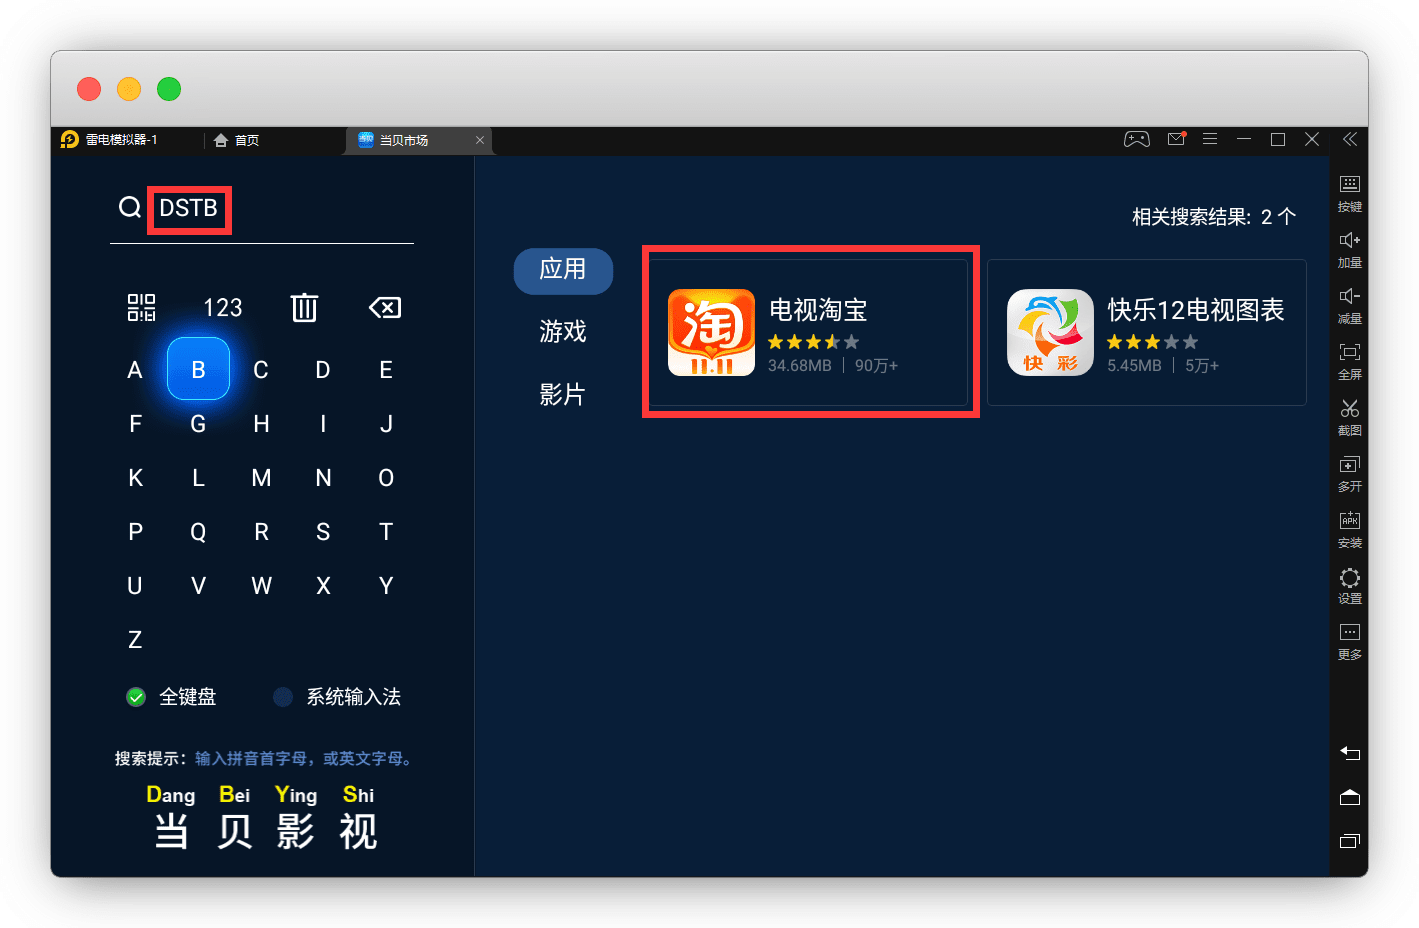 雷电模拟器-1
首页
当贝市场
DSTB
相关搜索结果: 2 个
123
A B C D E
F G H I J
K L M N O
P Q R S T
U V W X Y
Z
全键盘 系统输入法
搜索提示：输入拼音首字母，或英文字母。
Dang Bei Ying Shi
当 贝 影 视
应用
游戏
影片
淘
11.11
电视淘宝
34.68MB 90万+
快 彩
快乐12电视图表
5.45MB 5万+
按键
加量
减量
全屏
截图
多开
APK
安装
设置
更多